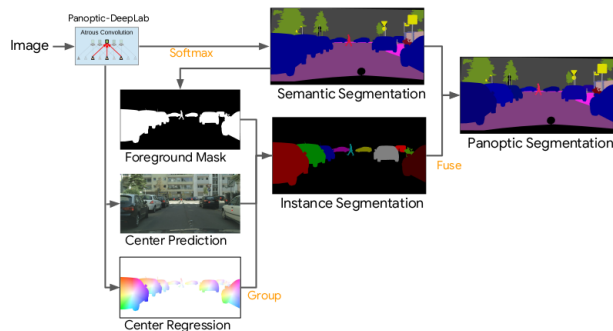 Panoptic-DeepLab
Image
Atrous Convolution
Softmax
Semantic Segmentation
Foreground Mask
Panoptic Segmentation
Fuse
Instance Segmentation
Center Prediction
Group
Center Regression